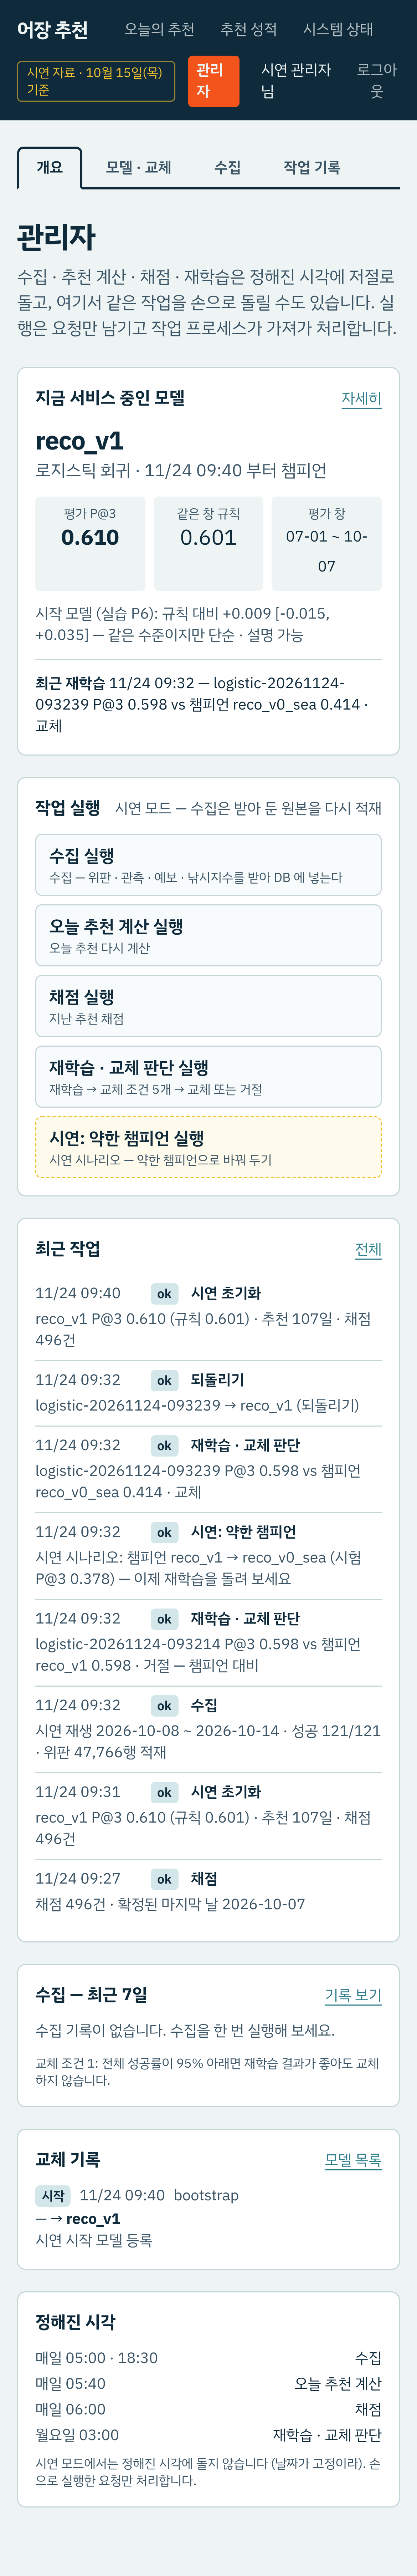 어장 추천 오늘의 추천 추천 성적 시스템 상태
시연 자료 · 10월 15일(목) 기준
관리자
시연 관리자님
로그아웃
개요 모델 · 교체 수집 작업 기록
관리자
수집 · 추천 계산 · 채점 · 재학습은 정해진 시각에 저절로
돌고, 여기서 같은 작업을 손으로 돌릴 수도 있습니다. 실
행은 요청만 남기고 작업 프로세스가 가져가 처리합니다.
지금 서비스 중인 모델 자세히
reco_v1
로지스틱 회귀 · 11/24 09:40 부터 챔피언
평가 P@3
0.610
같은 창 규칙
0.601
평가 창
07-01 ~ 10-
07
시작 모델 (실습 P6): 규칙 대비 +0.009 [-0.015,
+0.035] — 같은 수준이지만 단순 · 설명 가능
최근 재학습 11/24 09:32 — logistic-20261124-
093239 P@3 0.598 vs 챔피언 reco_v0_sea 0.414 ·
교체
작업 실행 시연 모드 — 수집은 받아 둔 원본을 다시 적재
수집 실행
수집 — 위판 · 관측 · 예보 · 낚시지수를 받아 DB 에 넣는다
오늘 추천 계산 실행
오늘 추천 다시 계산
채점 실행
지난 추천 채점
재학습 · 교체 판단 실행
재학습 → 교체 조건 5개 → 교체 또는 거절
시연: 약한 챔피언 실행
시연 시나리오 — 약한 챔피언으로 바꿔 두기
최근 작업 전체
11/24 09:40 ok 시연 초기화
reco_v1 P@3 0.610 (규칙 0.601) · 추천 107일 · 채점
496건
11/24 09:32 ok 되돌리기
logistic-20261124-093239 → reco_v1 (되돌리기)
11/24 09:32 ok 재학습 · 교체 판단
logistic-20261124-093239 P@3 0.598 vs 챔피언
reco_v0_sea 0.414 · 교체
11/24 09:32 ok 시연: 약한 챔피언
시연 시나리오: 챔피언 reco_v1 → reco_v0_sea (시험
P@3 0.378) — 이제 재학습을 돌려 보세요
11/24 09:32 ok 재학습 · 교체 판단
logistic-20261124-093214 P@3 0.598 vs 챔피언
reco_v1 0.598 · 거절 — 챔피언 대비
11/24 09:32 ok 수집
시연 재생 2026-10-08 ~ 2026-10-14 · 성공 121/121
· 위판 47,766행 적재
11/24 09:31 ok 시연 초기화
reco_v1 P@3 0.610 (규칙 0.601) · 추천 107일 · 채점
496건
11/24 09:27 ok 채점
채점 496건 · 확정된 마지막 날 2026-10-07
수집 — 최근 7일 기록 보기
수집 기록이 없습니다. 수집을 한 번 실행해 보세요.
교체 조건 1: 전체 성공률이 95% 아래면 재학습 결과가 좋아도 교체
하지 않습니다.
교체 기록 모델 목록
시작 11/24 09:40 bootstrap
— → reco_v1
시연 시작 모델 등록
정해진 시각
매일 05:00 · 18:30 수집
매일 05:40 오늘 추천 계산
매일 06:00 채점
월요일 03:00 재학습 · 교체 판단
시연 모드에서는 정해진 시각에 돌지 않습니다 (날짜가 고정이라). 손
으로 실행한 요청만 처리합니다.